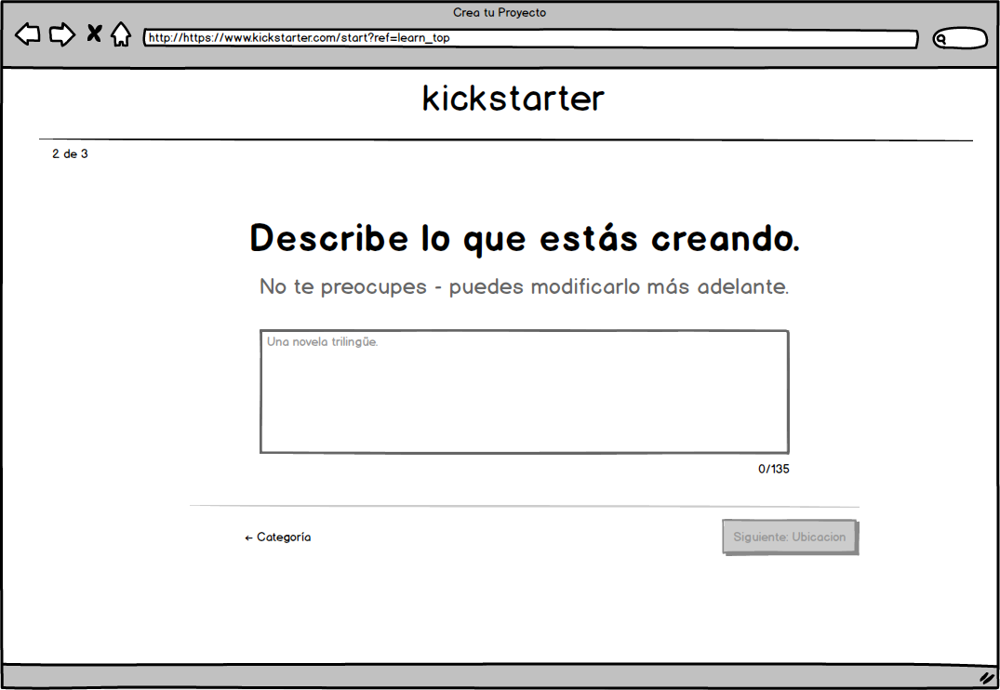 Crea tu Proyecto
http://https://www.kickstarter.com/start?ref=learn_top
kickstarter
2 de 3
Describe lo que estás creando.
No te preocupes - puedes modificarlo más adelante.
Una novela trilingüe.
0/135
← Categoría
Siguiente: Ubicacion